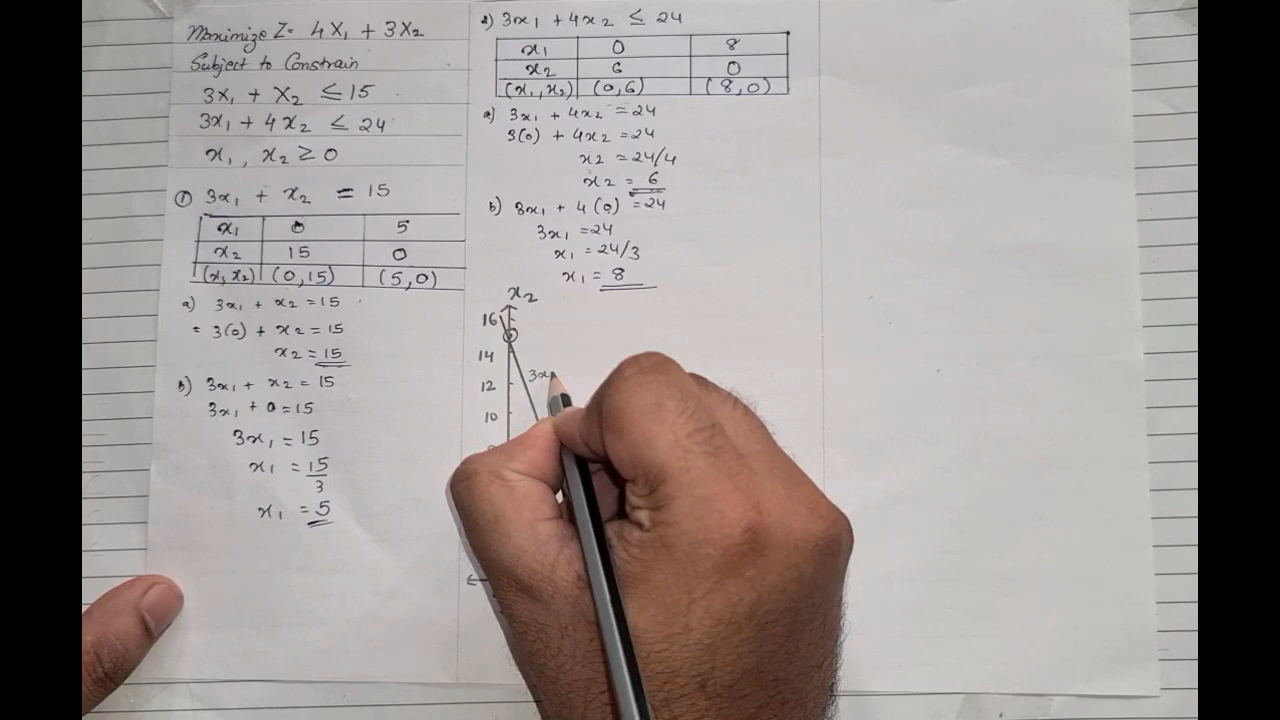 Maximize Z= 4X1 + 3X2
Subject to Constrain
3X1 + X2 ≤ 15
3x1 + 4x2 ≤ 24
x1, x2 ≥ 0
① 3x1 + x2 = 15
x1 0 5
x2 15 0
(x1 x2) (0,15) (5,0)
a) 3x1 + x2 = 15
= 3(0) + x2 = 15
x2 = 15
b) 3x1 + x2 = 15
3x1 + 0 = 15
3x1 = 15
x1 = 15
3
x1 = 5
2) 3x1 + 4x2 ≤ 24
x1 0 8
x2 6 0
(x1, x2) (0,6) (8,0)
a) 3x1 + 4x2 = 24
3(0) + 4x2 = 24
x2 = 24/4
x2 = 6
b) 3x1 + 4(0) = 24
3x1 = 24
x1 = 24/3
x1 = 8
x2
16
14
3x
12
10